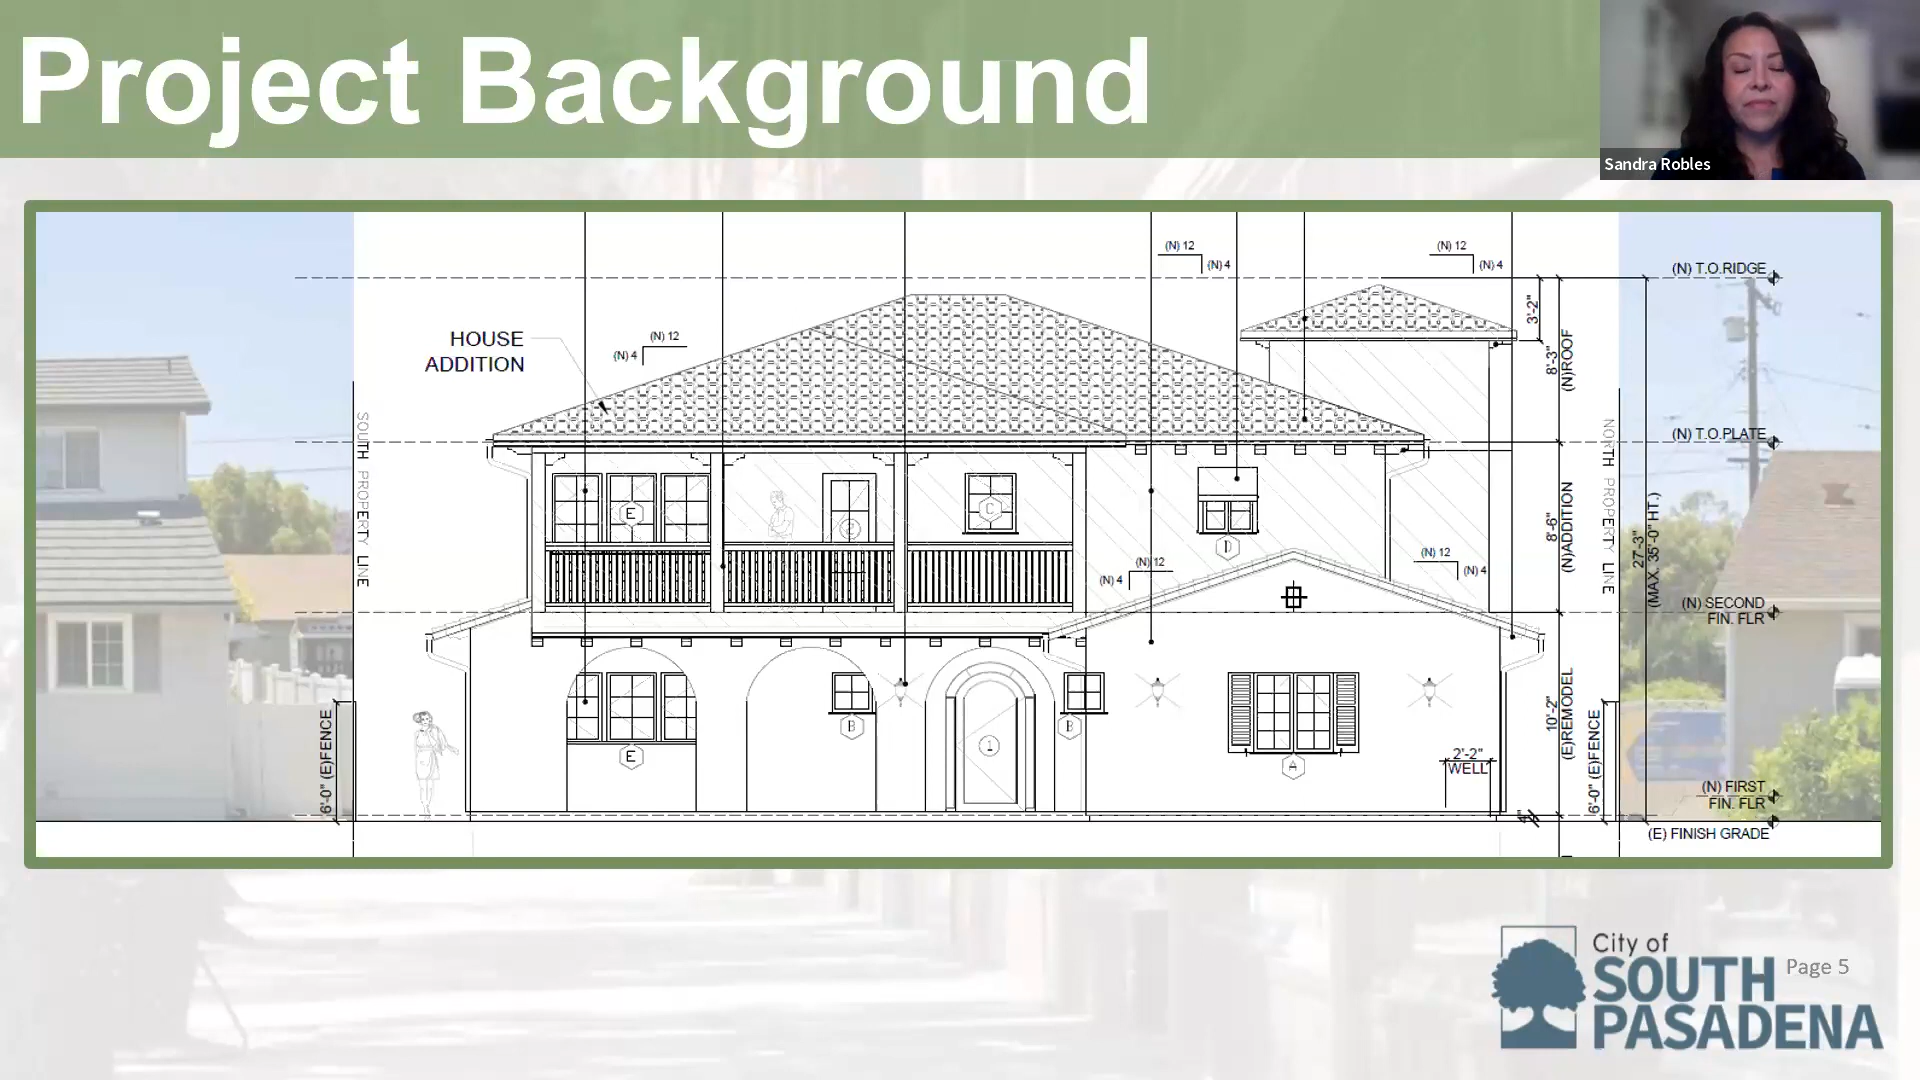 Project Background
Sandra Robles
(N) 12
(N) 4
(N) 12
(N) 4
(N) T.O.RIDGE
3'-2"
HOUSE
ADDITION
(N) 12
(N) 4
8'-3"
(N)ROOF
SOUTH PROPERTY LINE
NORTH PROPERTY LINE
(N) T.O.PLATE
E
2
C
D
8'-6"
(N)ADDITION
27'-3"
(MAX. 35'-0" HT.)
(N) 12
(N) 4
(N) 12
(N) 4
(N) SECOND
FIN. FLR
E
B
1
B
A
10'-2"
(E)REMODEL
6'-0" (E)FENCE
2'-2"
WELL
6'-0" (E)FENCE
(N) FIRST
FIN. FLR
(E) FINISH GRADE
City of
SOUTH
PASADENA
Page 5